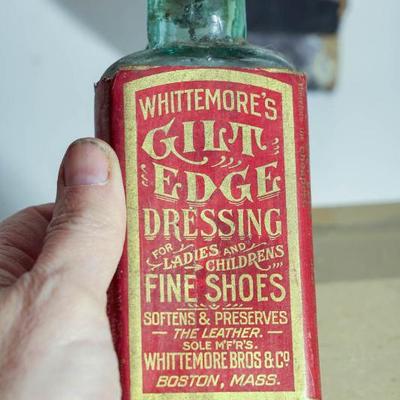 WHITTEMORE'S
GILT
EDGE
DRESSING
FOR LADIES AND CHILDRENS
FINE SHOES
SOFTENS & PRESERVES
THE LEATHER.
SOLE M'F'R'S.
WHITTEMORE BROS & CO
BOSTON, MASS.